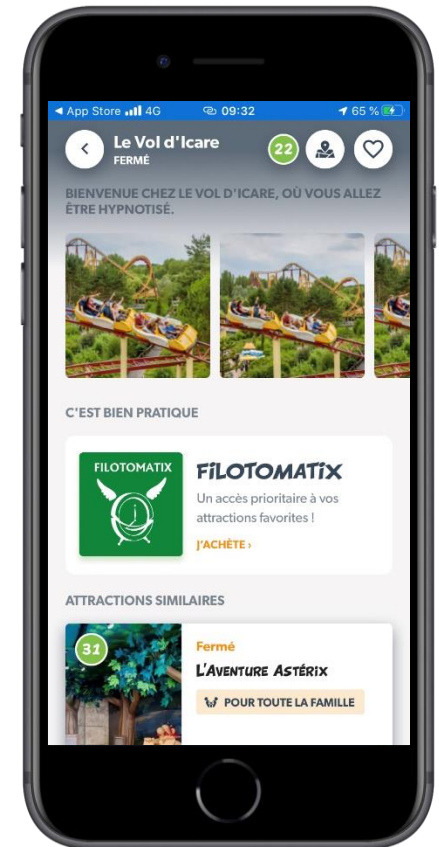 App Store 4G 09:32 65 %
Le Vol d'Icare
FERMÉ
22
BIENVENUE CHEZ LE VOL D'ICARE, OÙ VOUS ALLEZ
ÊTRE HYPNOTISÉ.
C'EST BIEN PRATIQUE
FILOTOMATIX
FILOTOMATIX
Un accès prioritaire à vos
attractions favorites !
J'ACHÈTE ›
ATTRACTIONS SIMILAIRES
31
Fermé
L'AVENTURE ASTÉRIX
POUR TOUTE LA FAMILLE